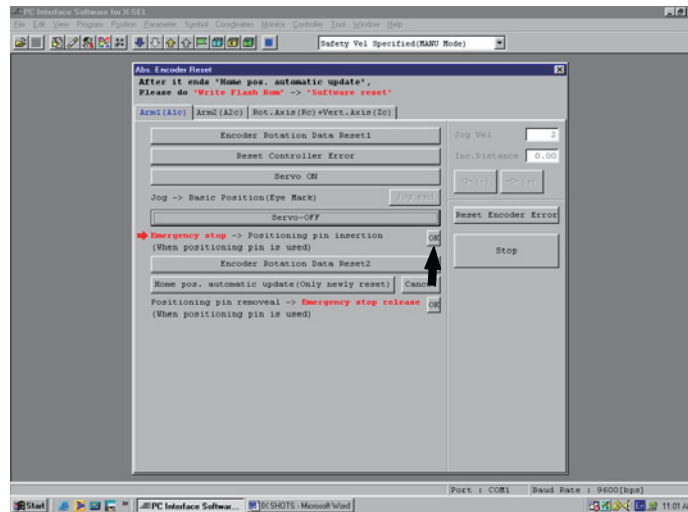 PC Interface Software for X-SEL
File Edit View Program Position Parameter Symbol Coordinates Monitor Controller Tool Window Help
Safety Vel Specified(MANU Mode)
Abs. Encoder Reset
After it ends "Home pos. automatic update",
Please do "Write Flash Rom" -> "Software reset"
Arm1(A1c) Arm2(A2c) Rot.Axis(Rc)+Vert.Axis(Zc)
Encoder Rotation Data Reset1
Jog Vel 2
Reset Controller Error
Inc.Distance 0.00
Servo ON
<= (-) => (+)
Jog -> Basic Position(Eye Mark) Jog end
Servo-OFF
Reset Encoder Error
Emergency stop -> Positioning pin insertion OK
(When positioning pin is used)
Stop
Encoder Rotation Data Reset2
Home pos. automatic update(Only newly reset)
Positioning pin removeal -> Emergency stop release OK
(When positioning pin is used)
Port : COM1 Baud Rate : 9600[bps]
Start PC Interface Softwar... IX SHOTS - Microsoft Word 11:01 A